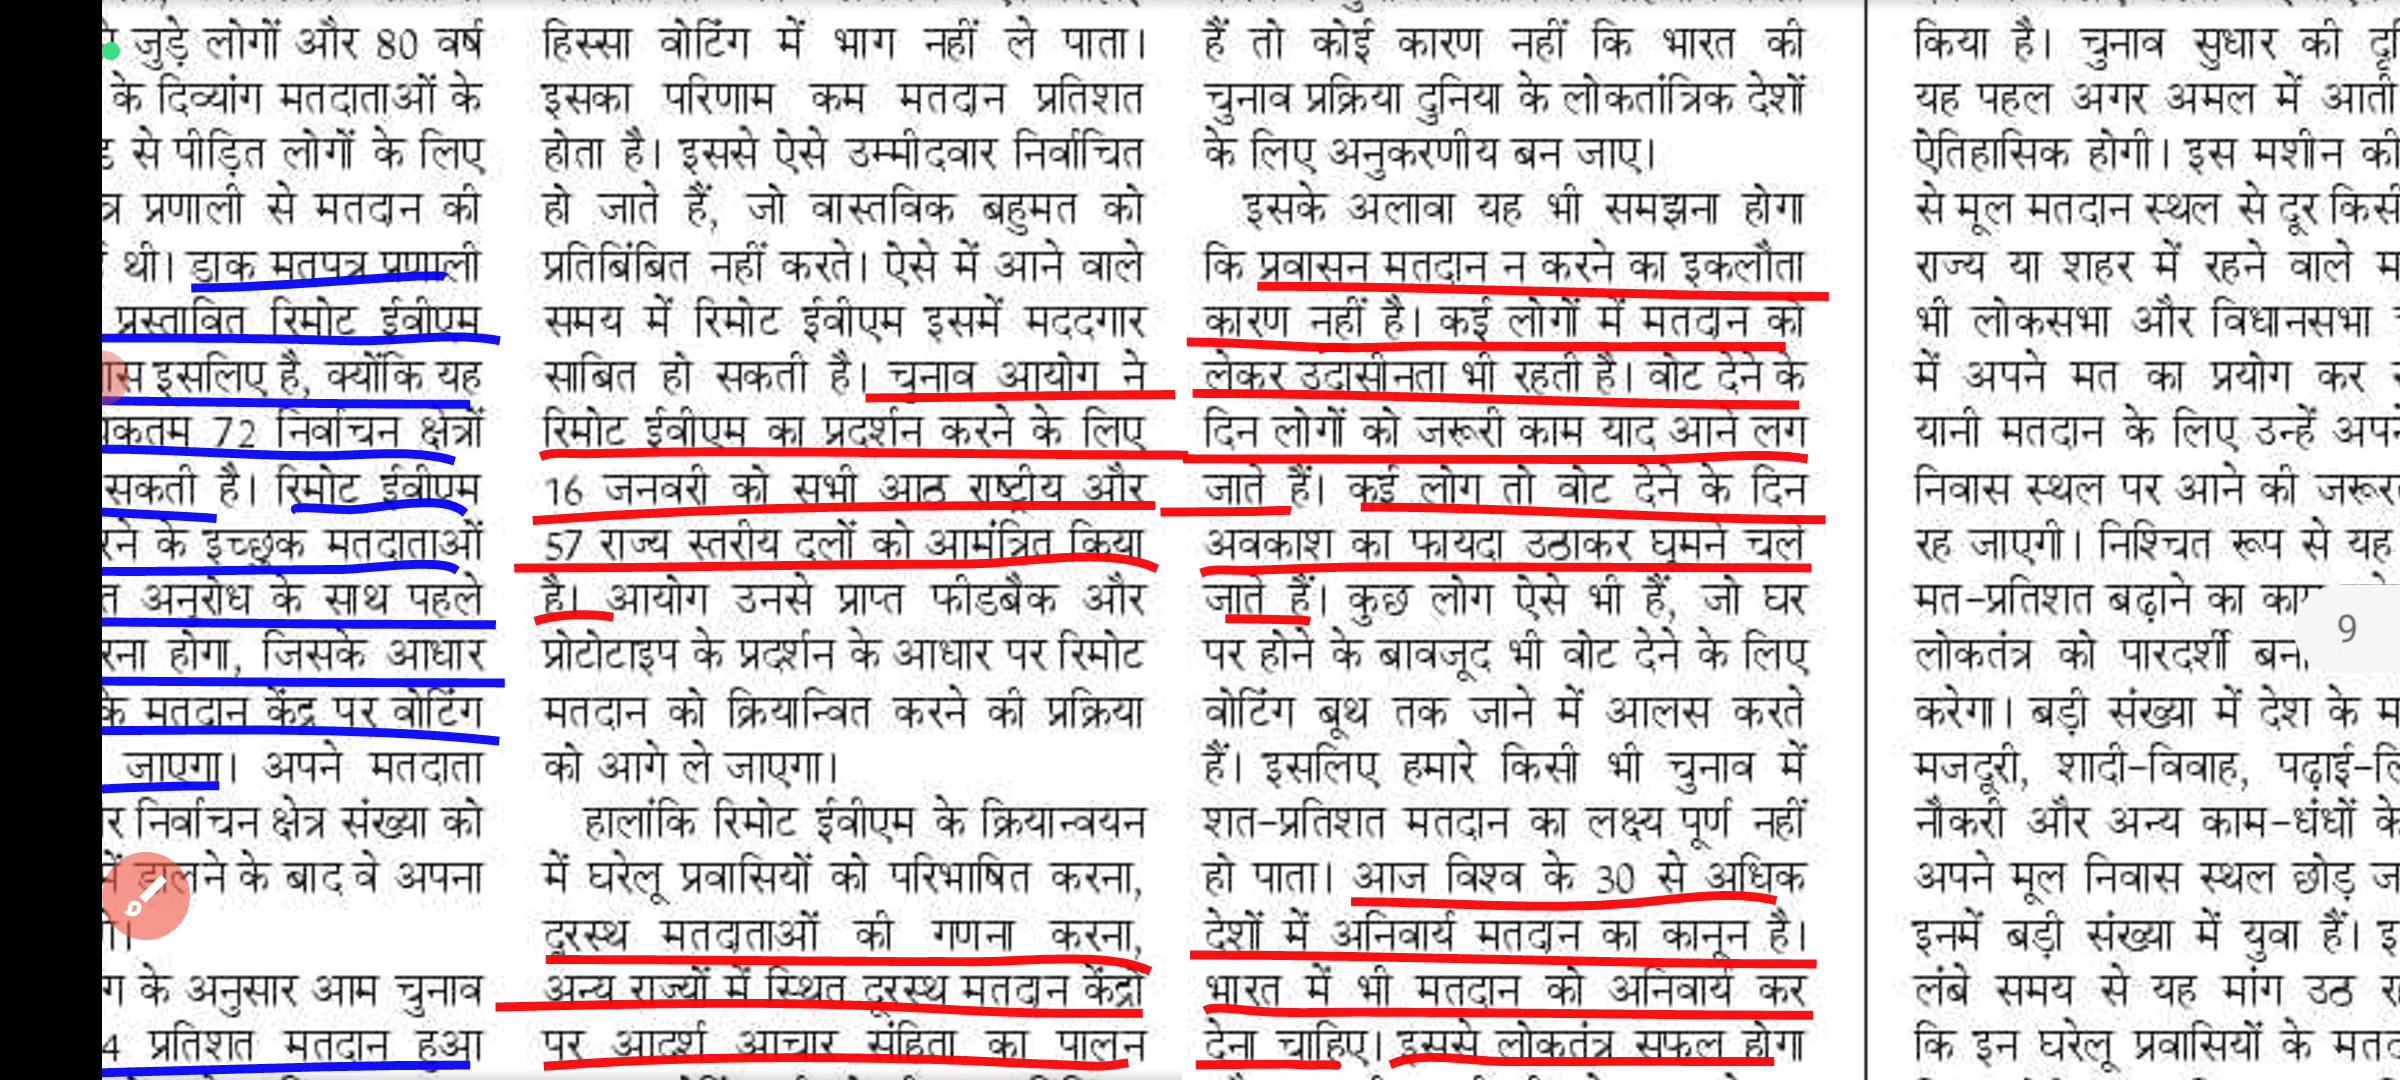 जुड़े लोगों और 80 वर्ष
के दिव्यांग मतदाताओं के
से पीड़ित लोगों के लिए
प्रणाली से मतदान की
थी। डाक मतपत्र प्रणाली
प्रस्तावित रिमोट ईवीएम
इसलिए है, क्योंकि यह
72 निर्वाचन क्षेत्रों
सकती है। रिमोट ईवीएम
के इच्छुक मतदाताओं
अनुरोध के साथ पहले
होगा, जिसके आधार
के मतदान केंद्र पर वोटिंग
जाएगा। अपने मतदाता
निर्वाचन क्षेत्र संख्या को
में डालने के बाद वे अपना
के अनुसार आम चुनाव
4 प्रतिशत मतदान हुआ
हिस्सा वोटिंग में भाग नहीं ले पाता।
इसका परिणाम कम मतदान प्रतिशत
होता है। इससे ऐसे उम्मीदवार निर्वाचित
हो जाते हैं, जो वास्तविक बहुमत को
प्रतिबिंबित नहीं करते। ऐसे में आने वाले
समय में रिमोट ईवीएम इसमें मददगार
साबित हो सकती है। चुनाव आयोग ने
रिमोट ईवीएम का प्रदर्शन करने के लिए
16 जनवरी को सभी आठ राष्ट्रीय और
57 राज्य स्तरीय दलों को आमंत्रित किया
है। आयोग उनसे प्राप्त फीडबैक और
प्रोटोटाइप के प्रदर्शन के आधार पर रिमोट
मतदान को क्रियान्वित करने की प्रक्रिया
को आगे ले जाएगा।
हालांकि रिमोट ईवीएम के क्रियान्वयन
में घरेलू प्रवासियों को परिभाषित करना,
दूरस्थ मतदाताओं की गणना करना,
अन्य राज्यों में स्थित दूरस्थ मतदान केंद्रों
पर आदर्श आचार संहिता का पालन
हैं तो कोई कारण नहीं कि भारत की
चुनाव प्रक्रिया दुनिया के लोकतांत्रिक देशों
के लिए अनुकरणीय बन जाए।
इसके अलावा यह भी समझना होगा
कि प्रवासन मतदान न करने का इकलौता
कारण नहीं है। कई लोगों में मतदान को
लेकर उदासीनता भी रहती है। वोट देने के
दिन लोगों को जरूरी काम याद आने लग
जाते हैं। कई लोग तो वोट देने के दिन
अवकाश का फायदा उठाकर घूमने चले
जाते हैं। कुछ लोग ऐसे भी हैं, जो घर
पर होने के बावजूद भी वोट देने के लिए
वोटिंग बूथ तक जाने में आलस करते
हैं। इसलिए हमारे किसी भी चुनाव में
शत-प्रतिशत मतदान का लक्ष्य पूर्ण नहीं
हो पाता। आज विश्व के 30 से अधिक
देशों में अनिवार्य मतदान का कानून है।
भारत में भी मतदान को अनिवार्य कर
देना चाहिए। इससे लोकतंत्र सफल होगा
किया है। चुनाव सुधार की
यह पहल अगर अमल में आती
ऐतिहासिक होगी। इस मशीन की
से मूल मतदान स्थल से दूर किसी
राज्य या शहर में रहने वाले
भी लोकसभा और विधानसभा
में अपने मत का प्रयोग कर
यानी मतदान के लिए उन्हें
निवास स्थल पर आने की
रह जाएगी। निश्चित रूप से यह
मत-प्रतिशत बढ़ाने का
लोकतंत्र को पारदर्शी
करेगा। बड़ी संख्या में देश के
मजदूरी, शादी-विवाह,
नौकरी और अन्य काम-धंधों के
अपने मूल निवास स्थल छोड़
इनमें बड़ी संख्या में युवा हैं।
लंबे समय से यह मांग उठ
कि इन घरेलू प्रवासियों के
9